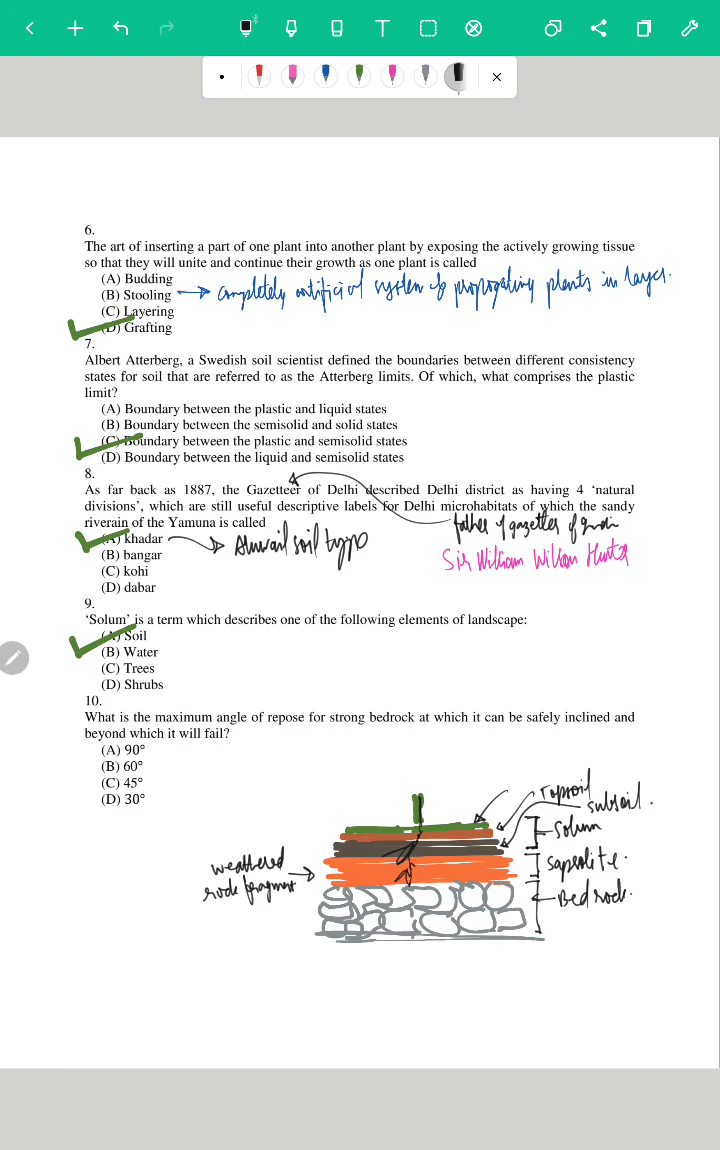 6.
The art of inserting a part of one plant into another plant by exposing the actively growing tissue
so that they will unite and continue their growth as one plant is called
(A) Budding
(B) Stooling → completely artificial system of propogating plants in layer.
(C) Layering
(D) Grafting
7.
Albert Atterberg, a Swedish soil scientist defined the boundaries between different consistency
states for soil that are referred to as the Atterberg limits. Of which, what comprises the plastic
limit?
(A) Boundary between the plastic and liquid states
(B) Boundary between the semisolid and solid states
(C) Boundary between the plastic and semisolid states
(D) Boundary between the liquid and semisolid states
8.
As far back as 1887, the Gazetteer of Delhi described Delhi district as having 4 ‘natural
divisions’, which are still useful descriptive labels for Delhi microhabitats of which the sandy
riverain of the Yamuna is called
father of gazetter of
(A) khadar → soil type
Sir William Wilson Hunter
(B) bangar
(C) kohi
(D) dabar
9.
‘Solum’ is a term which describes one of the following elements of landscape:
(A) Soil
(B) Water
(C) Trees
(D) Shrubs
10.
What is the maximum angle of repose for strong bedrock at which it can be safely inclined and
beyond which it will fail?
(A) 90°
(B) 60°
(C) 45°
(D) 30°
Topsoil
subsoil.
Solum
weathered
rock fragment
saprolite.
Bedrock.